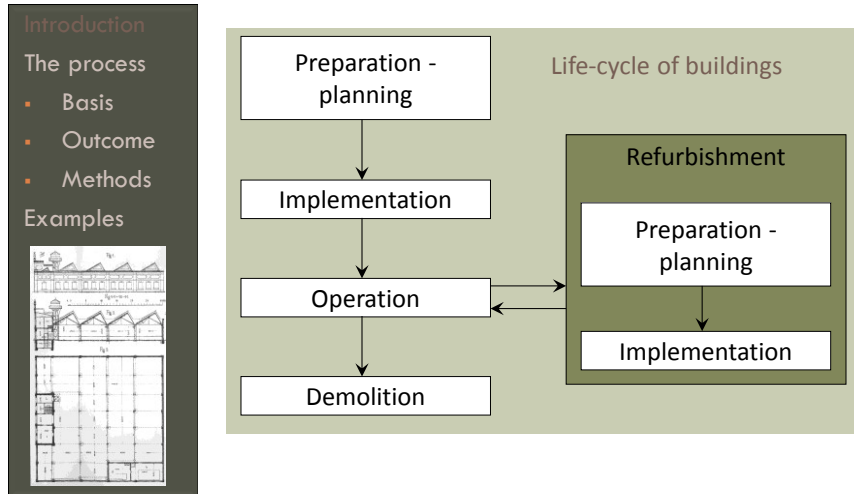 Introduction
The process
▪ Basis
▪ Outcome
▪ Methods
Examples
Life-cycle of buildings
Preparation -
planning
Implementation
Operation
Demolition
Refurbishment
Preparation -
planning
Implementation